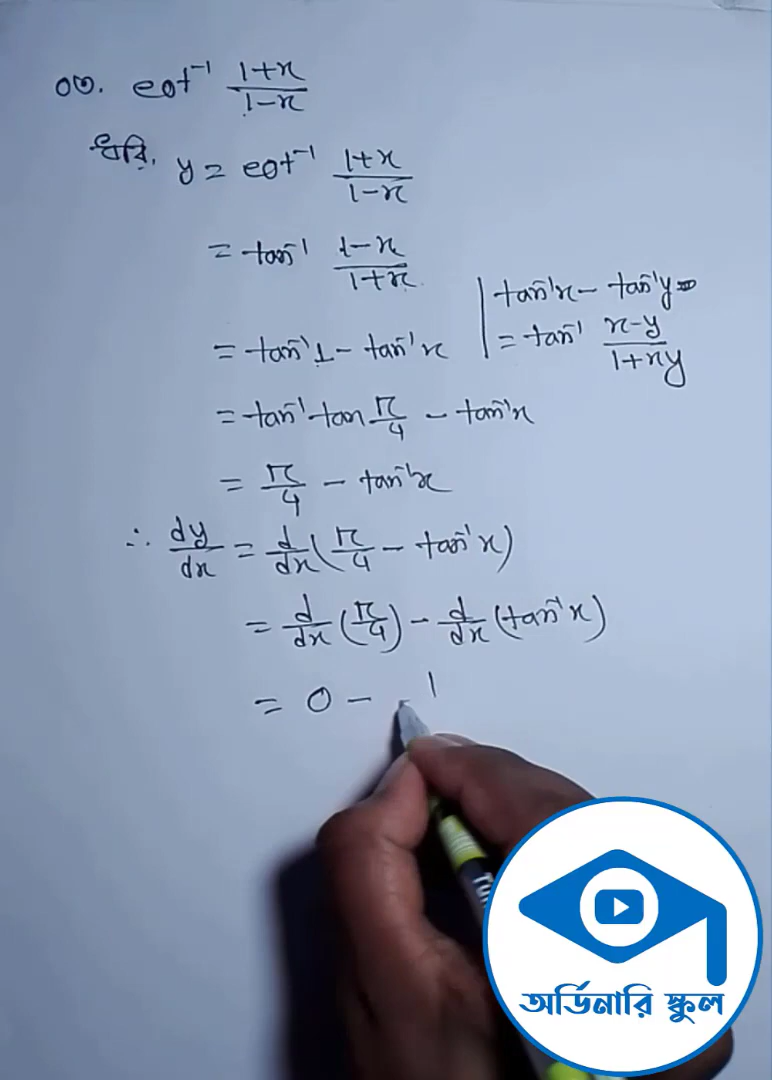 ০৩. cot⁻¹ (1+x)/(1-x)
ধরি, y = cot⁻¹ (1+x)/(1-x)
= tan⁻¹ (1-x)/(1+x)
tan⁻¹x - tan⁻¹y =
= tan⁻¹ (x-y)/(1+xy)
= tan⁻¹1 - tan⁻¹x
= tan⁻¹ tan π/4 - tan⁻¹x
= π/4 - tan⁻¹x
∴ dy/dx = d/dx (π/4 - tan⁻¹x)
= d/dx (π/4) - d/dx (tan⁻¹x)
= 0 - 1
অর্ডিনারি স্কুল